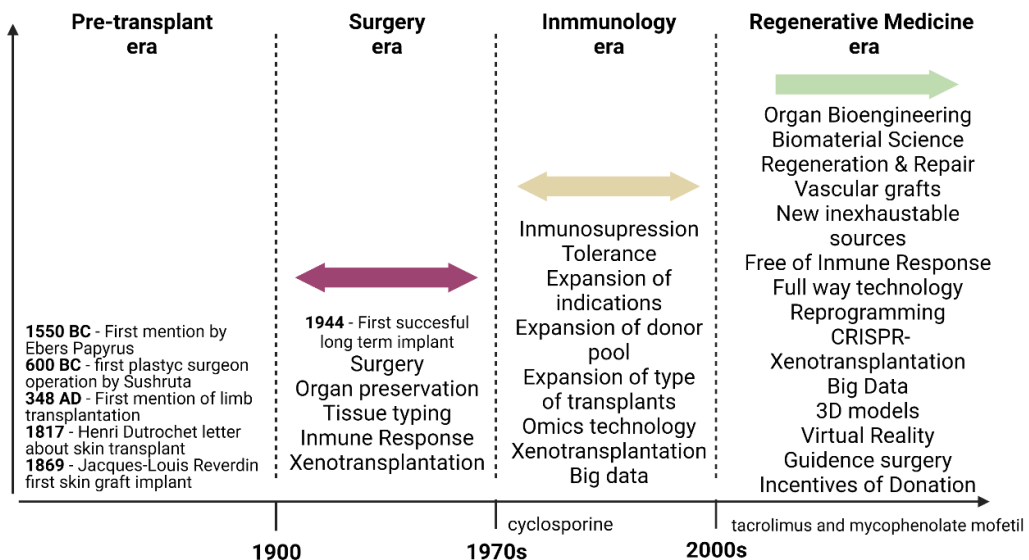 Pre-transplant
era
1550 BC - First mention by
Ebers Papyrus
600 BC - first plastyc surgeon
operation by Sushruta
348 AD - First mention of limb
transplantation
1817 - Henri Dutrochet letter
about skin transplant
1869 - Jacques-Louis Reverdin
first skin graft implant
Surgery
era
1944 - First succesful
long term implant
Surgery
Organ preservation
Tissue typing
Inmune Response
Xenotransplantation
Inmmunology
era
Inmunosupression
Tolerance
Expansion of
indications
Expansion of donor
pool
Expansion of type
of transplants
Omics technology
Xenotransplantation
Big data
Regenerative Medicine
era
Organ Bioengineering
Biomaterial Science
Regeneration & Repair
Vascular grafts
New inexhaustable
sources
Free of Inmune Response
Full way technology
Reprogramming
CRISPR-
Xenotransplantation
Big Data
3D models
Virtual Reality
Guidence surgery
Incentives of Donation
cyclosporine
tacrolimus and mycophenolate mofetil
1900
1970s
2000s